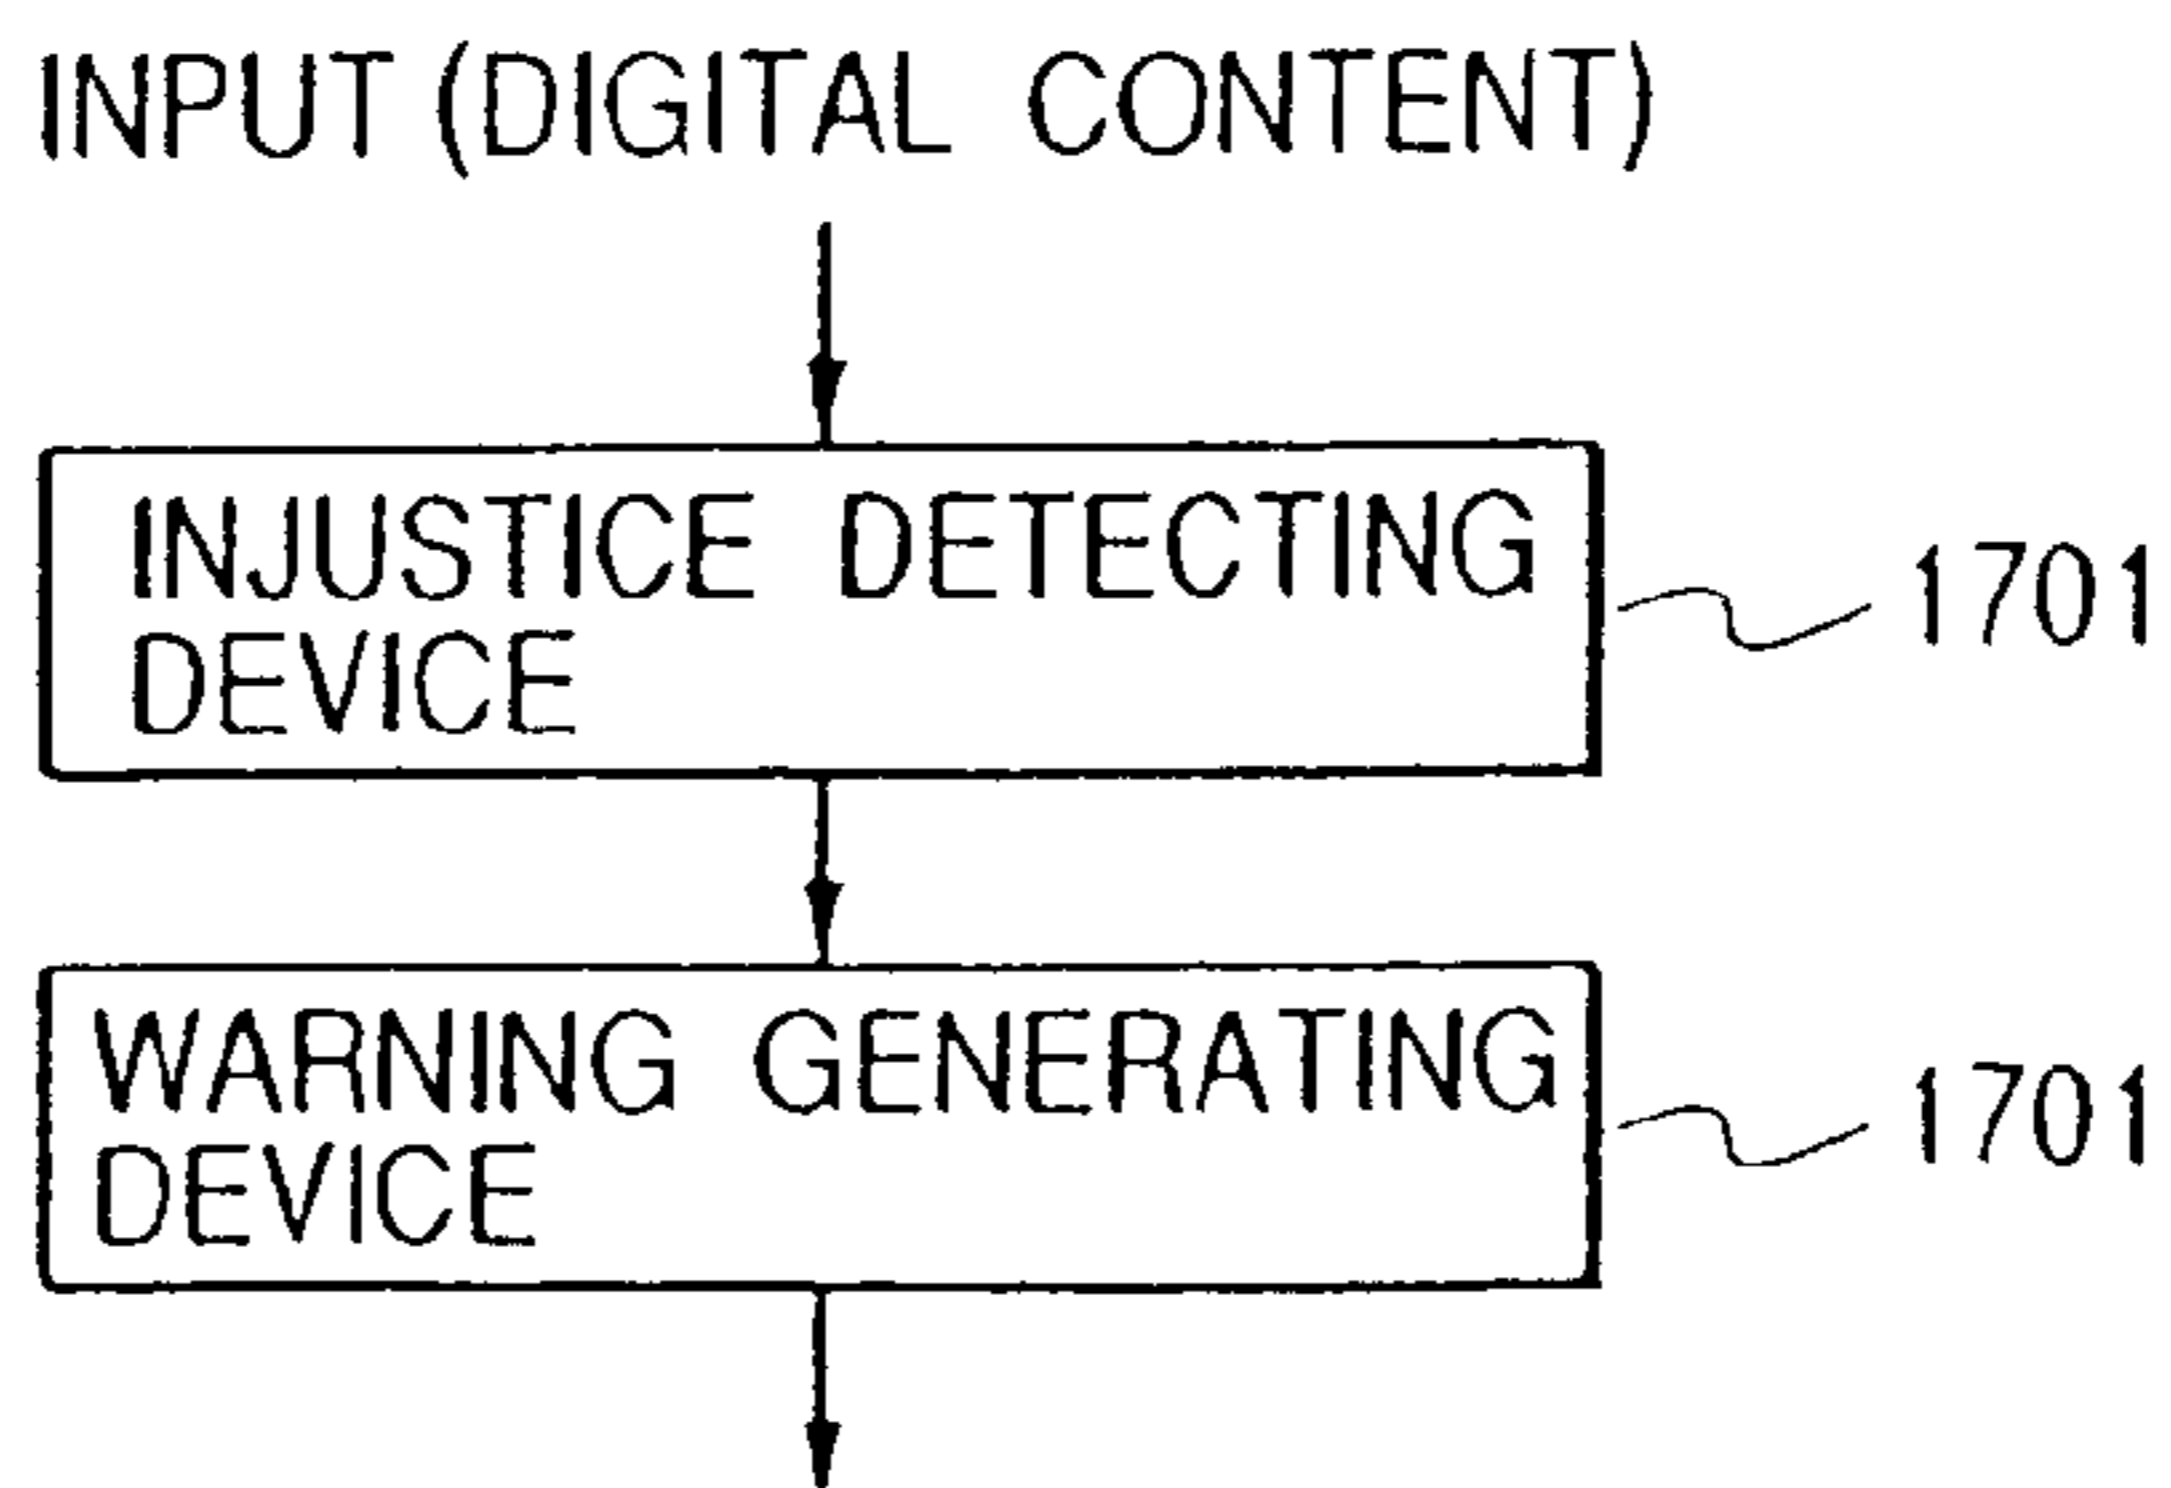 INPUT (DIGITAL CONTENT)
INJUSTICE DETECTING
DEVICE
1701
WARNING GENERATING
DEVICE
1701